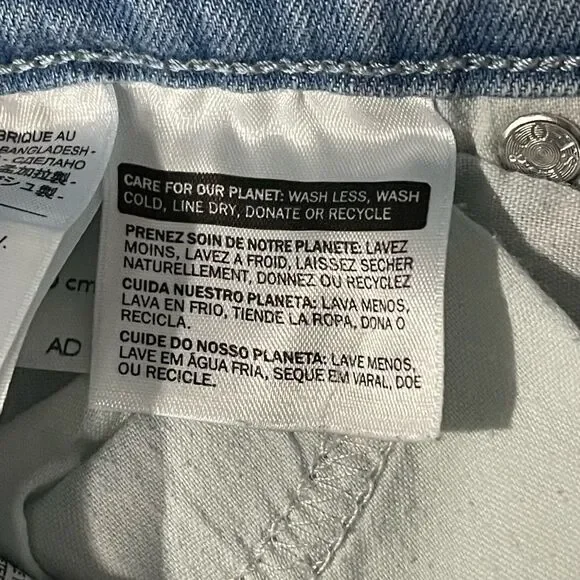 BRIQUE AU
BANGLADESH -
- СДЕЛАНО
CARE FOR OUR PLANET: WASH LESS, WASH
COLD, LINE DRY, DONATE OR RECYCLE
PRENEZ SOIN DE NOTRE PLANETE: LAVEZ
MOINS, LAVEZ A FROID, LAISSEZ SECHER
NATURELLEMENT, DONNEZ OU RECYCLEZ
CUIDA NUESTRO PLANETA: LAVA MENOS,
LAVA EN FRIO, TIENDE LA ROPA, DONA O
RECICLA.
CUIDE DO NOSSO PLANETA: LAVE MENOS,
LAVE EM ÁGUA FRIA, SEQUE EM VARAL, DOE
OU RECICLE.
cm
AD